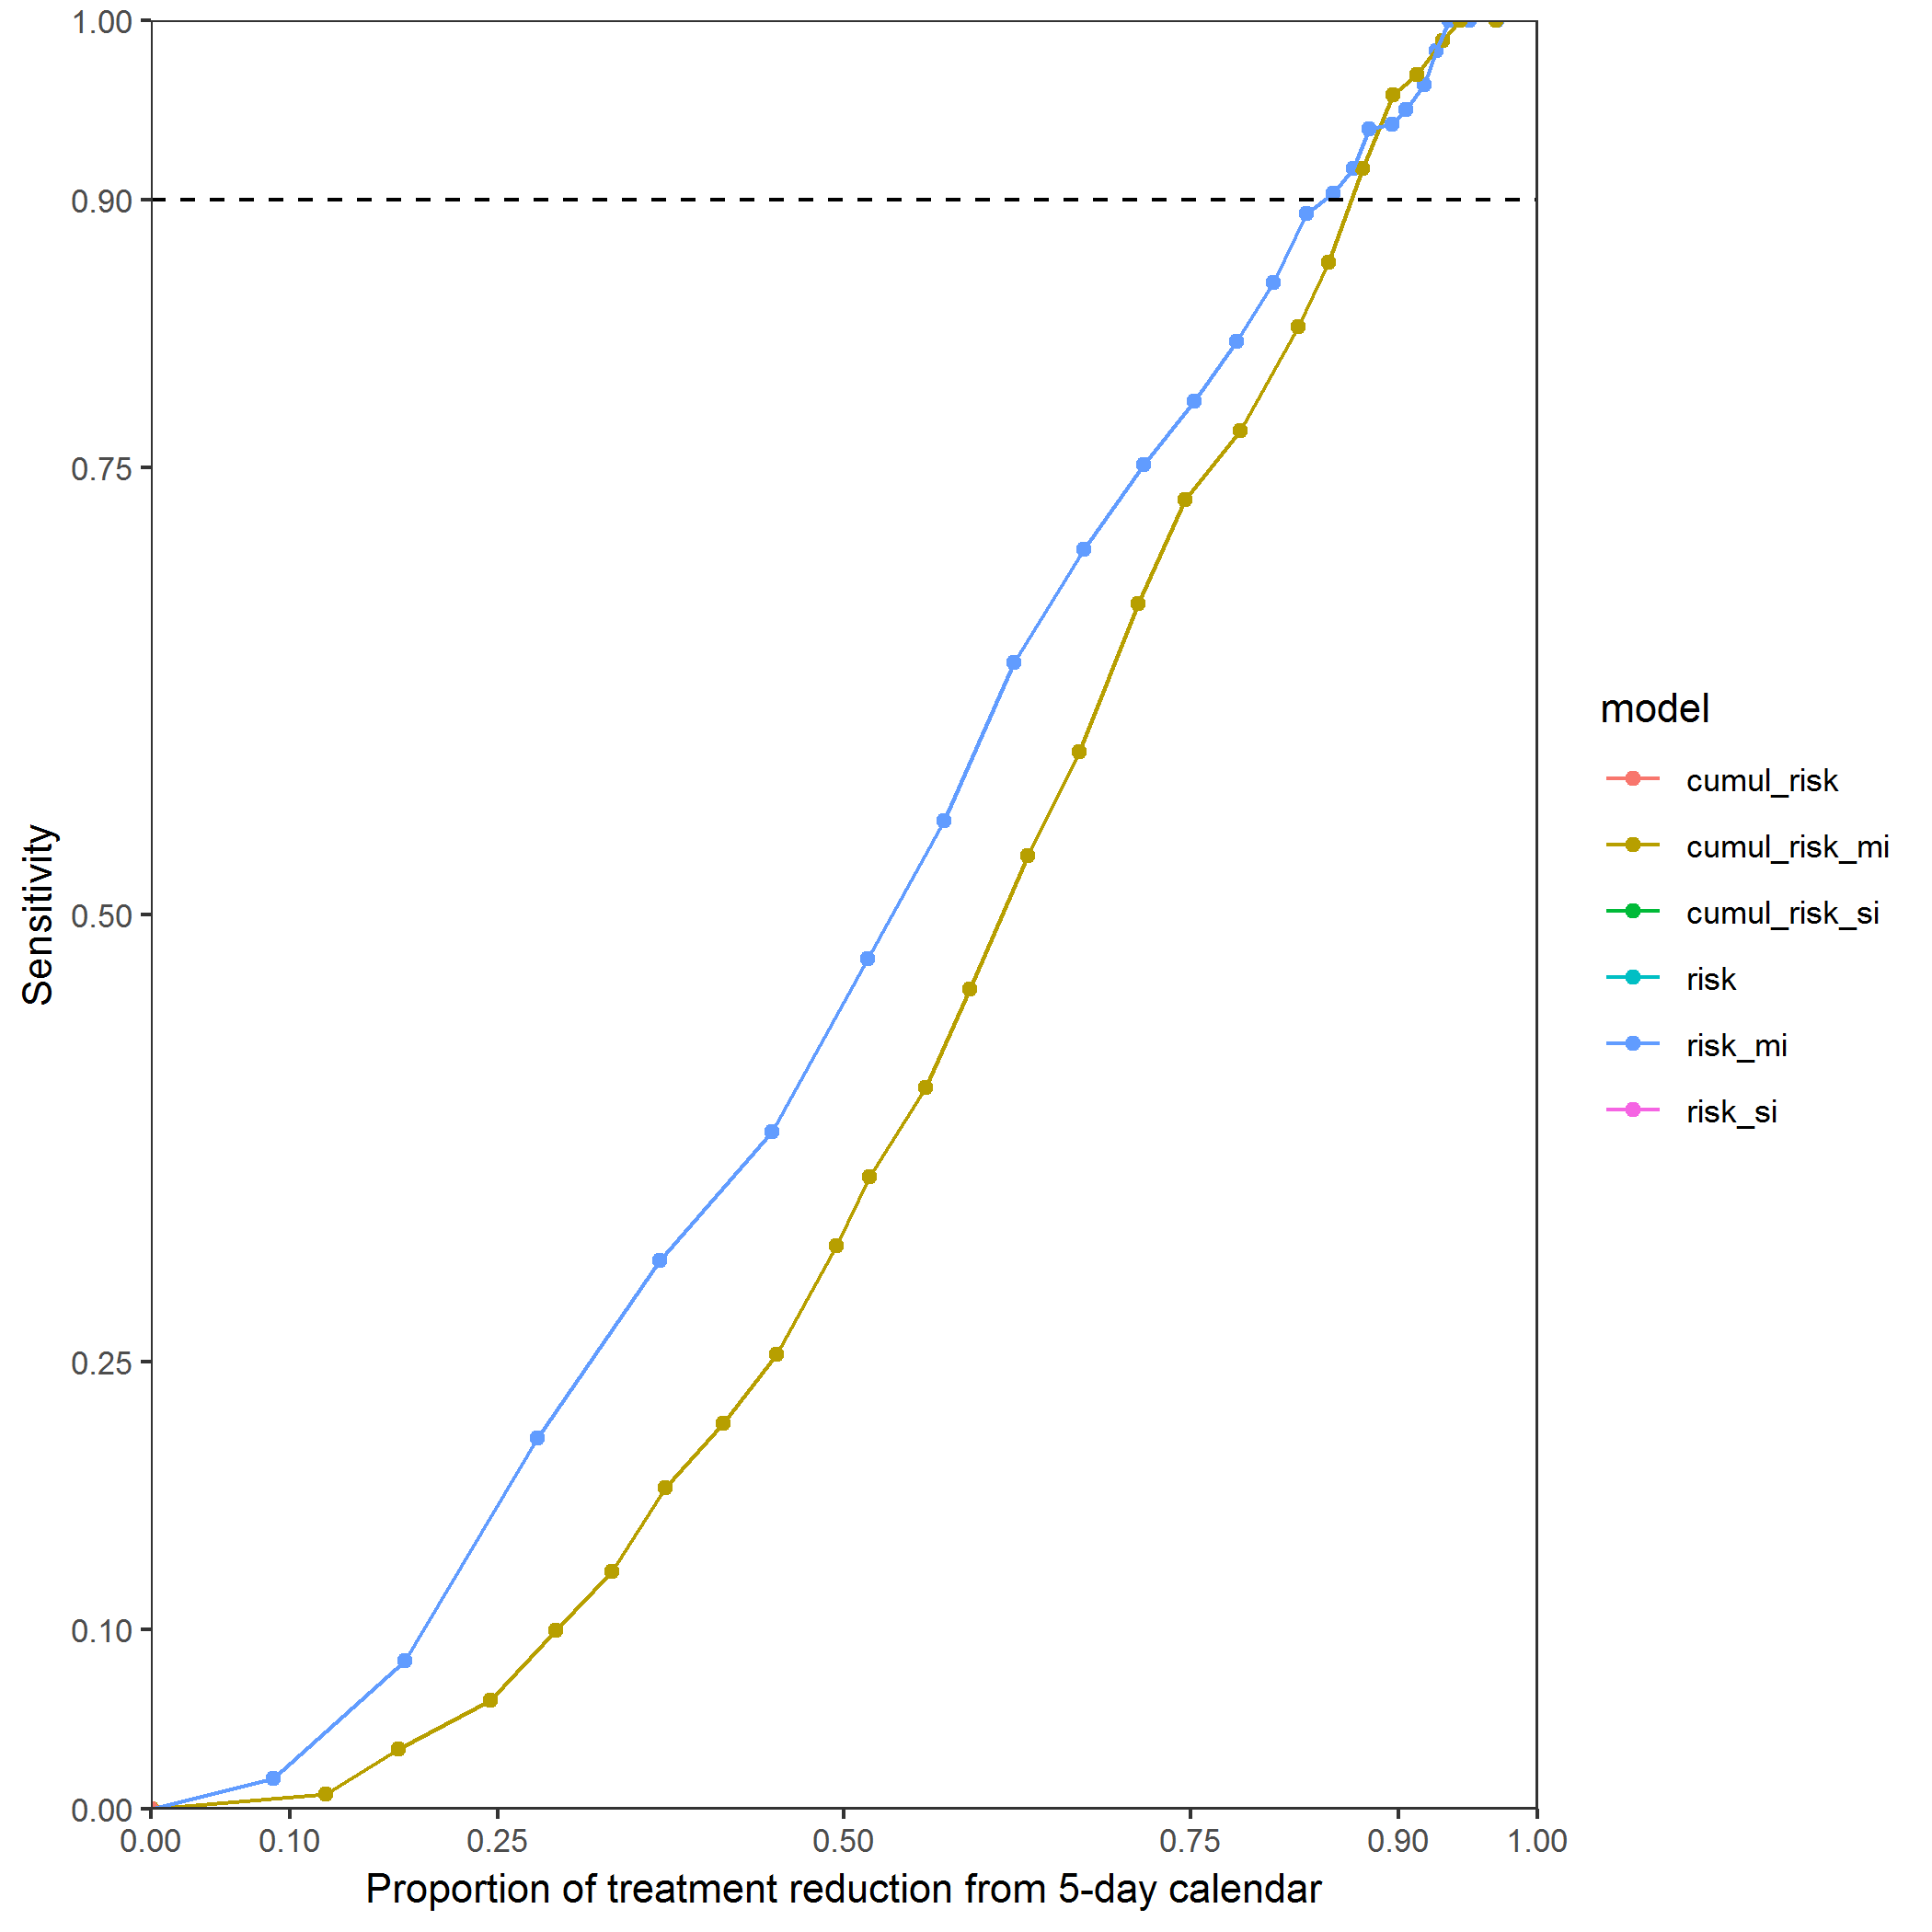 1.00
0.90
0.75
0.50
0.25
0.10
0.00
Sensitivity
0.00 0.10 0.25 0.50 0.75 0.90 1.00
Proportion of treatment reduction from 5-day calendar
model
cumul_risk
cumul_risk_mi
cumul_risk_si
risk
risk_mi
risk_si